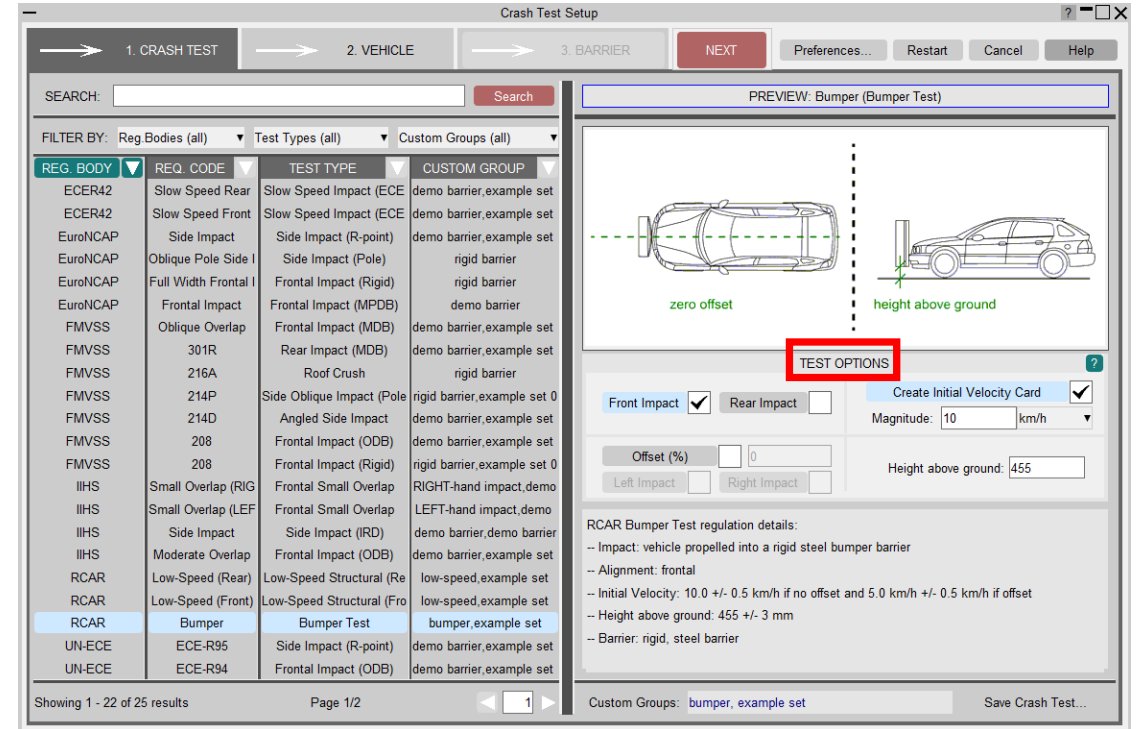 Crash Test Setup
?
1. CRASH TEST
2. VEHICLE
3. BARRIER
NEXT
Preferences...
Restart
Cancel
Help
SEARCH:
Search
FILTER BY: Reg.Bodies (all) Test Types (all) Custom Groups (all)
REG. BODY REQ. CODE TEST TYPE CUSTOM GROUP
ECER42 Slow Speed Rear Slow Speed Impact (ECE demo barrier,example set
ECER42 Slow Speed Front Slow Speed Impact (ECE demo barrier,example set
EuroNCAP Side Impact Side Impact (R-point) demo barrier,example set
EuroNCAP Oblique Pole Side I Side Impact (Pole) rigid barrier
EuroNCAP Full Width Frontal I Frontal Impact (Rigid) rigid barrier
EuroNCAP Frontal Impact Frontal Impact (MPDB) demo barrier
FMVSS Oblique Overlap Frontal Impact (MDB) demo barrier,example set
FMVSS 301R Rear Impact (MDB) demo barrier,example set
FMVSS 216A Roof Crush rigid barrier
FMVSS 214P Side Oblique Impact (Pole rigid barrier,example set 0
FMVSS 214D Angled Side Impact demo barrier,example set
FMVSS 208 Frontal Impact (ODB) demo barrier,example set
FMVSS 208 Frontal Impact (Rigid) rigid barrier,example set 0
IIHS Small Overlap (RIG Frontal Small Overlap RIGHT-hand impact,demo
IIHS Small Overlap (LEF Frontal Small Overlap LEFT-hand impact,demo
IIHS Side Impact Side Impact (IRD) demo barrier,demo barrier
IIHS Moderate Overlap Frontal Impact (ODB) demo barrier,example set
RCAR Low-Speed (Rear) Low-Speed Structural (Re low-speed,example set
RCAR Low-Speed (Front) Low-Speed Structural (Fro low-speed,example set
RCAR Bumper Bumper Test bumper,example set
UN-ECE ECE-R95 Side Impact (R-point) demo barrier,example set
UN-ECE ECE-R94 Frontal Impact (ODB) demo barrier,example set
Showing 1 - 22 of 25 results Page 1/2 1
PREVIEW: Bumper (Bumper Test)
zero offset
height above ground
TEST OPTIONS
?
Front Impact Rear Impact
Create Initial Velocity Card
Magnitude: 10 km/h
Offset (%) 0
Left Impact Right Impact
Height above ground: 455
RCAR Bumper Test regulation details:
-- Impact: vehicle propelled into a rigid steel bumper barrier
-- Alignment: frontal
-- Initial Velocity: 10.0 +/- 0.5 km/h if no offset and 5.0 km/h +/- 0.5 km/h if offset
-- Height above ground: 455 +/- 3 mm
-- Barrier: rigid, steel barrier
Custom Groups: bumper, example set
Save Crash Test...